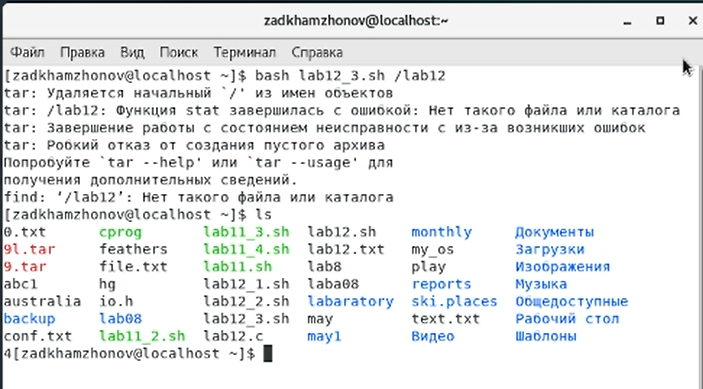 zadkhamzhonov@localhost:~
Файл Правка Вид Поиск Терминал Справка
[zadkhamzhonov@localhost ~]$ bash lab12_3.sh /lab12
tar: Удаляется начальный `/' из имен объектов
tar: /lab12: Функция stat завершилась с ошибкой: Нет такого файла или каталога
tar: Завершение работы с состоянием неисправности с из-за возникших ошибок
tar: Робкий отказ от создания пустого архива
Попробуйте `tar --help' или `tar --usage' для
получения дополнительных сведений.
find: ‘/lab12’: Нет такого файла или каталога
[zadkhamzhonov@localhost ~]$ ls
0.txt cprog lab11_3.sh lab12.sh monthly Документы
9l.tar feathers lab11_4.sh lab12.txt my_os Загрузки
9.tar file.txt lab11.sh lab8 play Изображения
abc1 hg lab12_1.sh laba08 reports Музыка
australia io.h lab12_2.sh labaratory ski.places Общедоступные
backup lab08 lab12_3.sh may text.txt Рабочий стол
conf.txt lab11_2.sh lab12.c may1 Видео Шаблоны
4[zadkhamzhonov@localhost ~]$